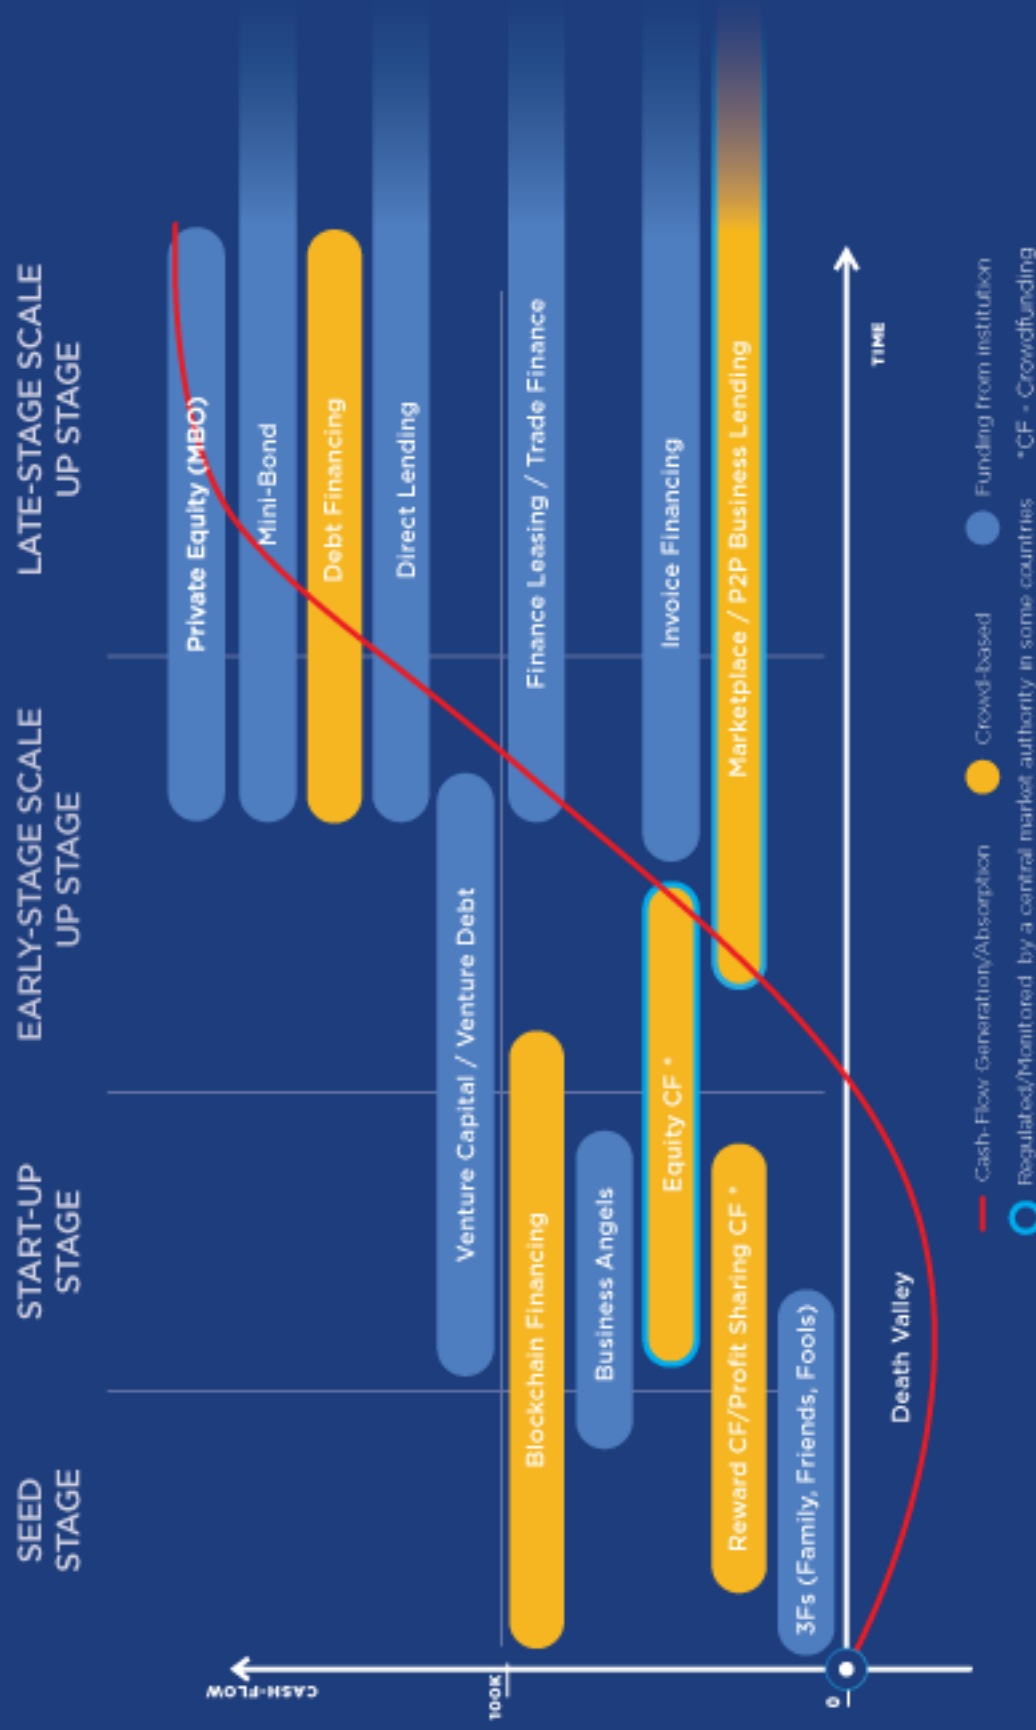 SEED
STAGE
START-UP
STAGE
EARLY-STAGE SCALE
UP STAGE
LATE-STAGE SCALE
UP STAGE
CASH-FLOW
Private Equity (MBO)
Mini-Bond
Debt Financing
Direct Lending
Venture Capital / Venture Debt
100K
Blockchain Financing
Finance Leasing / Trade Finance
Business Angels
Equity CF *
Invoice Financing
Reward CF/Profit Sharing CF *
Marketplace / P2P Business Lending
3Fs (Family, Friends, Fools)
0
TIME
Death Valley
Cash-Flow Generation/Absorption
Crowd-based
Funding from institution
Regulated/Monitored by a central market authority in some countries
*CF - Crowdfunding